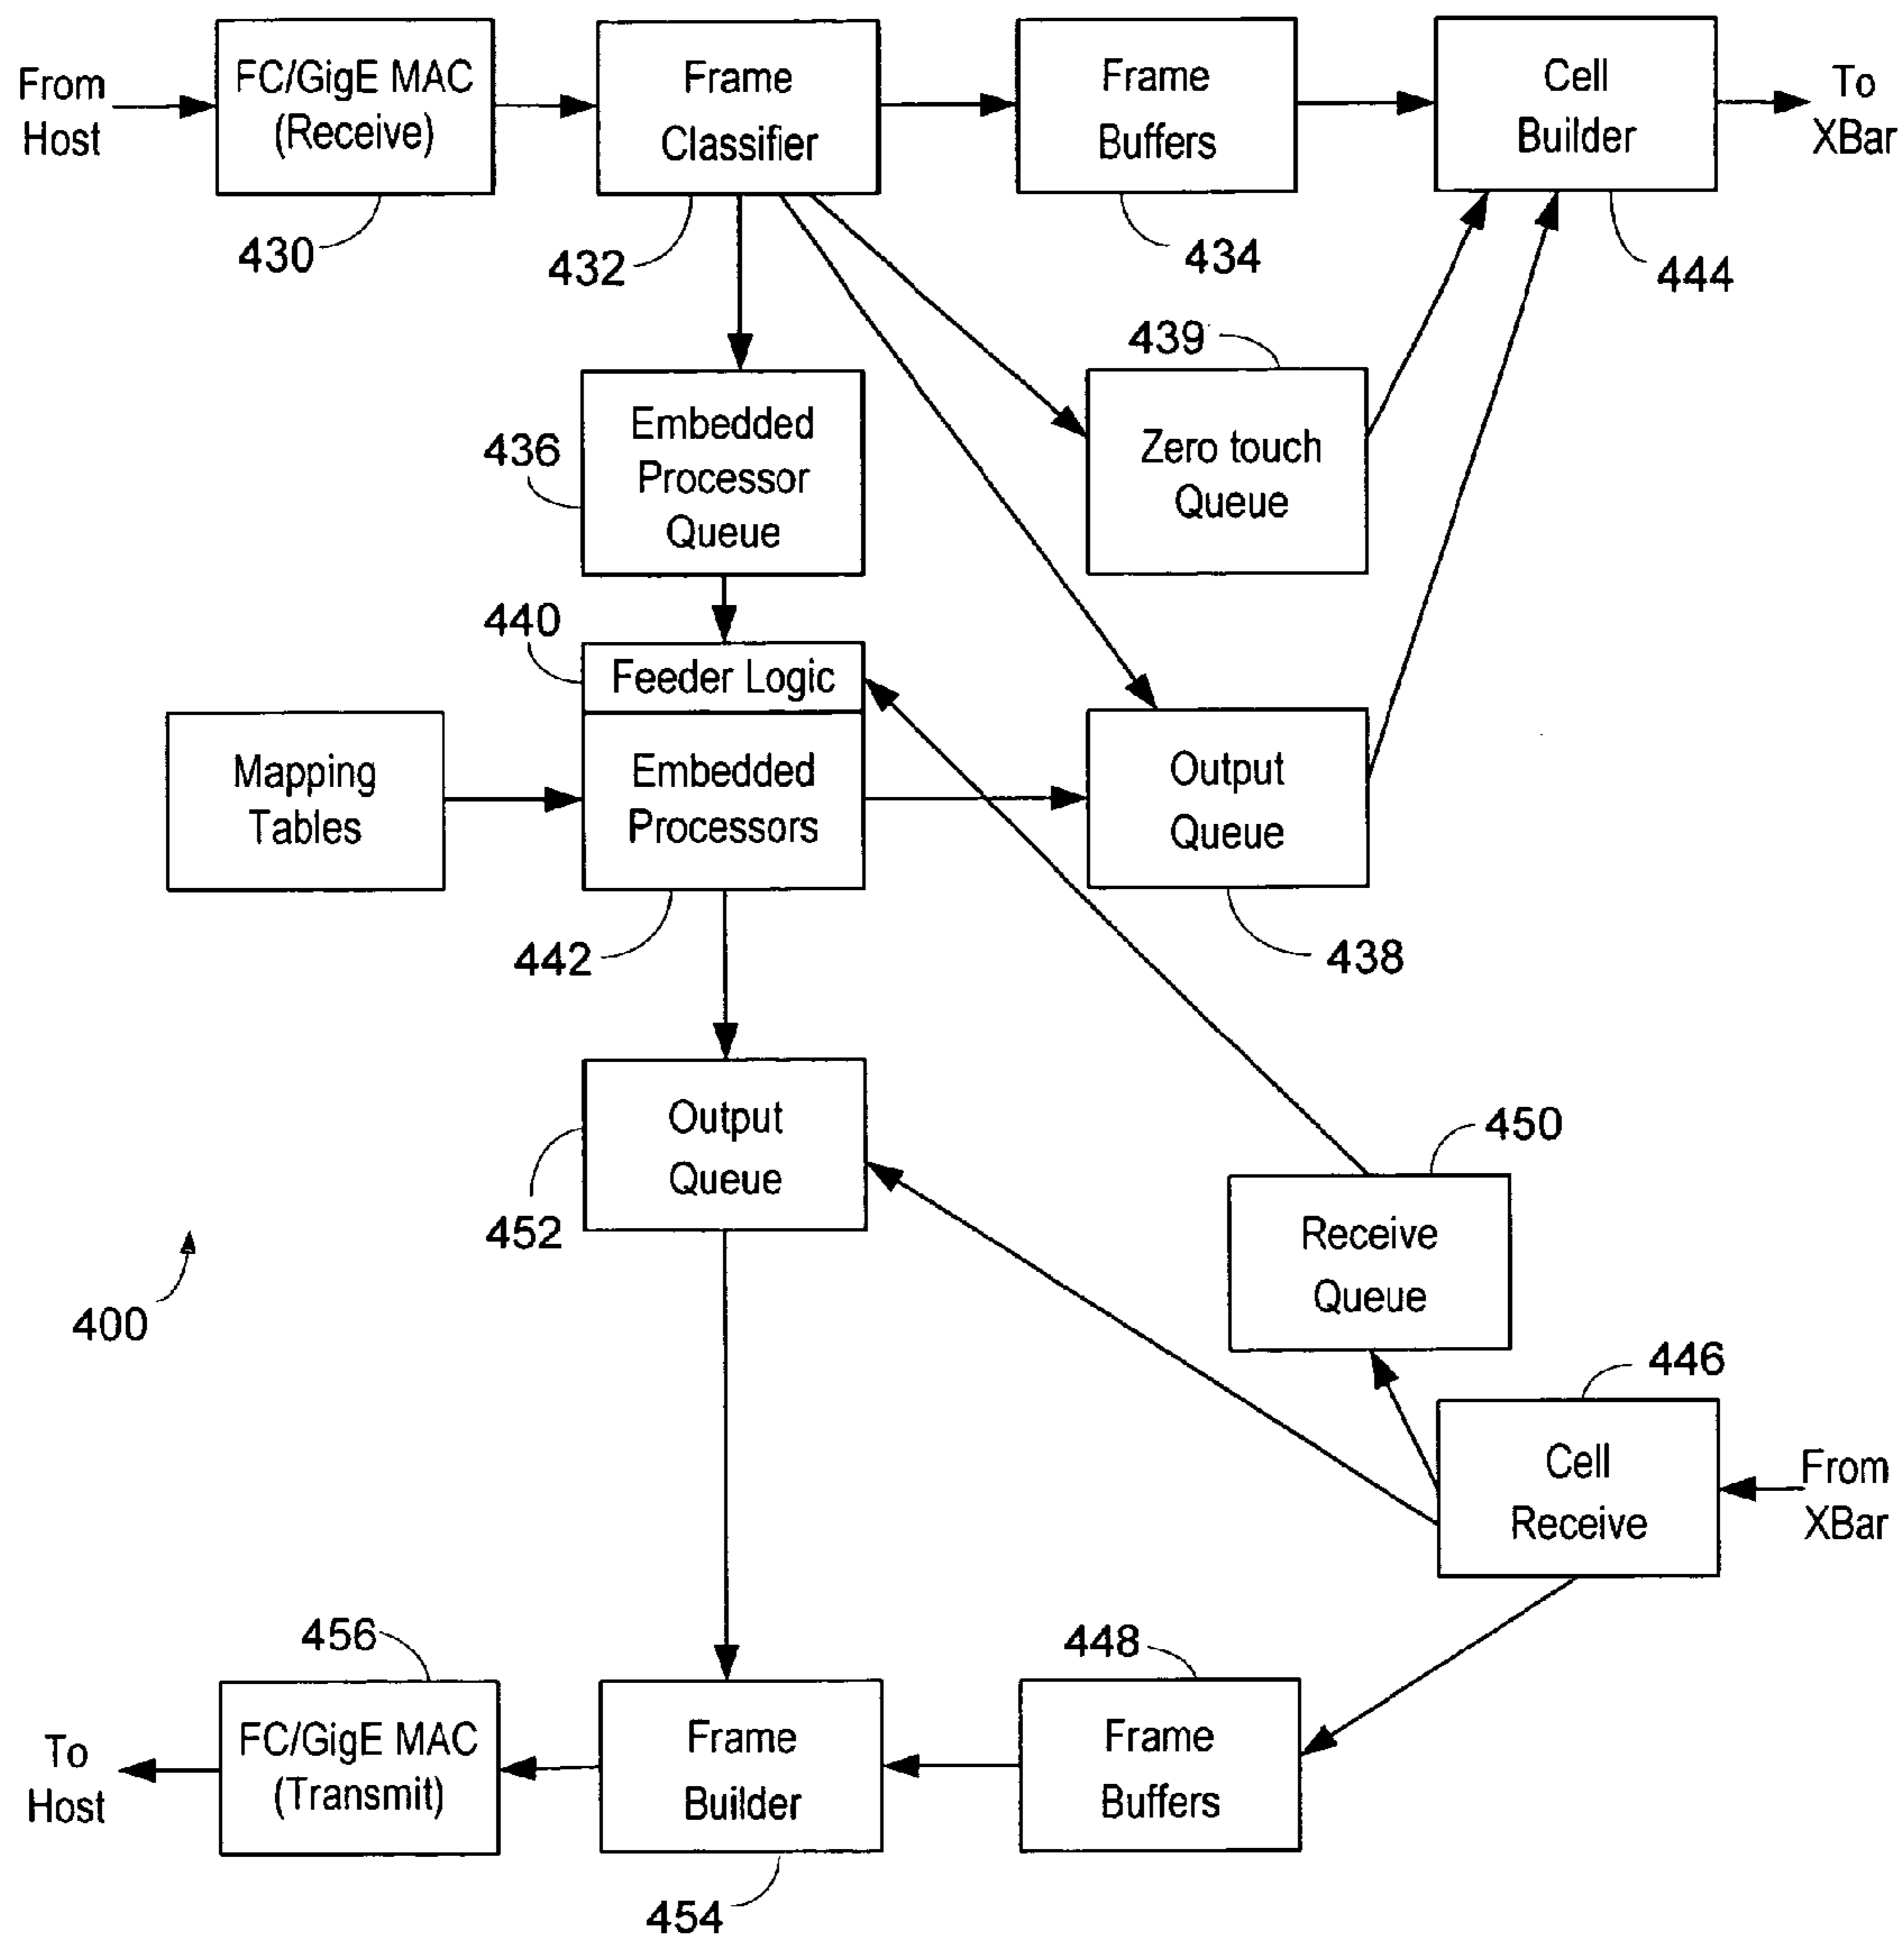 From
Host
FC/GigE MAC
(Receive)
430
Frame
Classifier
432
Frame
Buffers
434
Cell
Builder
444
To
XBar
439
Zero touch
Queue
436
Embedded
Processor
Queue
440
Feeder Logic
Mapping
Tables
Embedded
Processors
442
Output
Queue
438
Output
Queue
452
450
Receive
Queue
400
446
Cell
Receive
From
XBar
456
FC/GigE MAC
(Transmit)
To
Host
Frame
Builder
454
448
Frame
Buffers